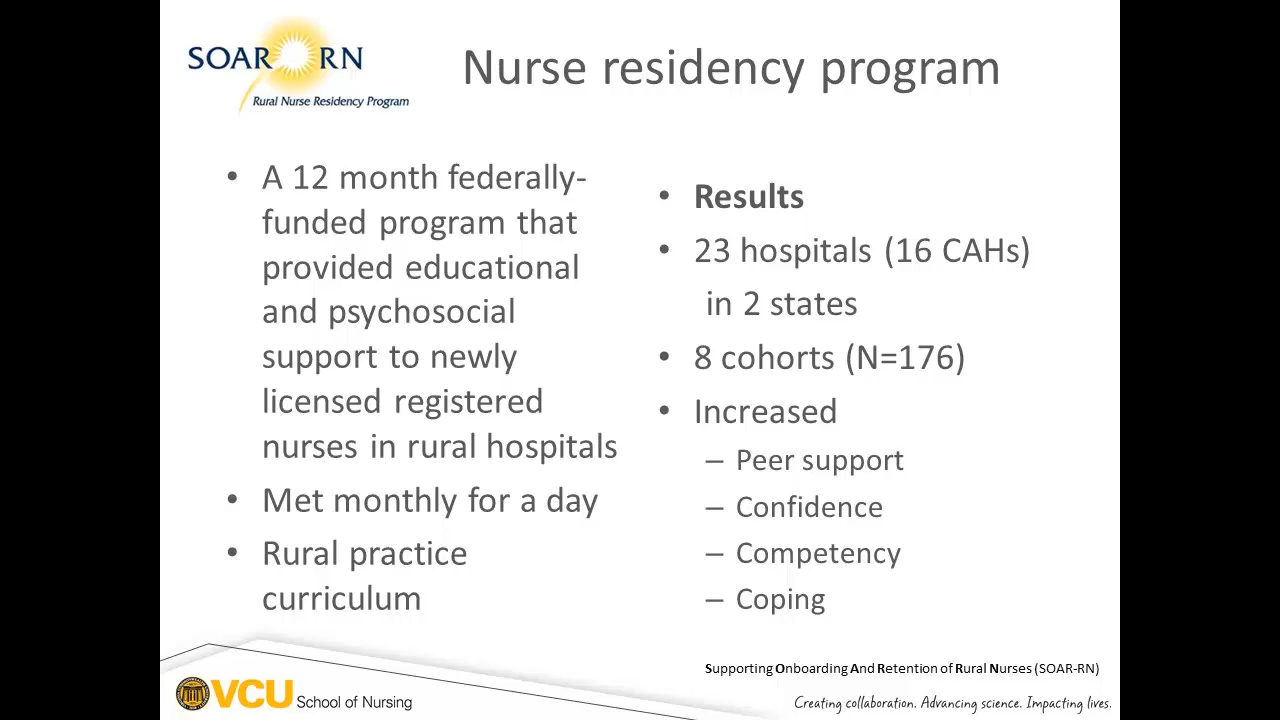 SOAR RN
Rural Nurse Residency Program
Nurse residency program
• A 12 month federally-
funded program that
provided educational
and psychosocial
support to newly
licensed registered
nurses in rural hospitals
• Met monthly for a day
• Rural practice
curriculum
• Results
• 23 hospitals (16 CAHs)
in 2 states
• 8 cohorts (N=176)
• Increased
– Peer support
– Confidence
– Competency
– Coping
Supporting Onboarding And Retention of Rural Nurses (SOAR-RN)
VCU School of Nursing
Creating collaboration. Advancing science. Impacting lives.